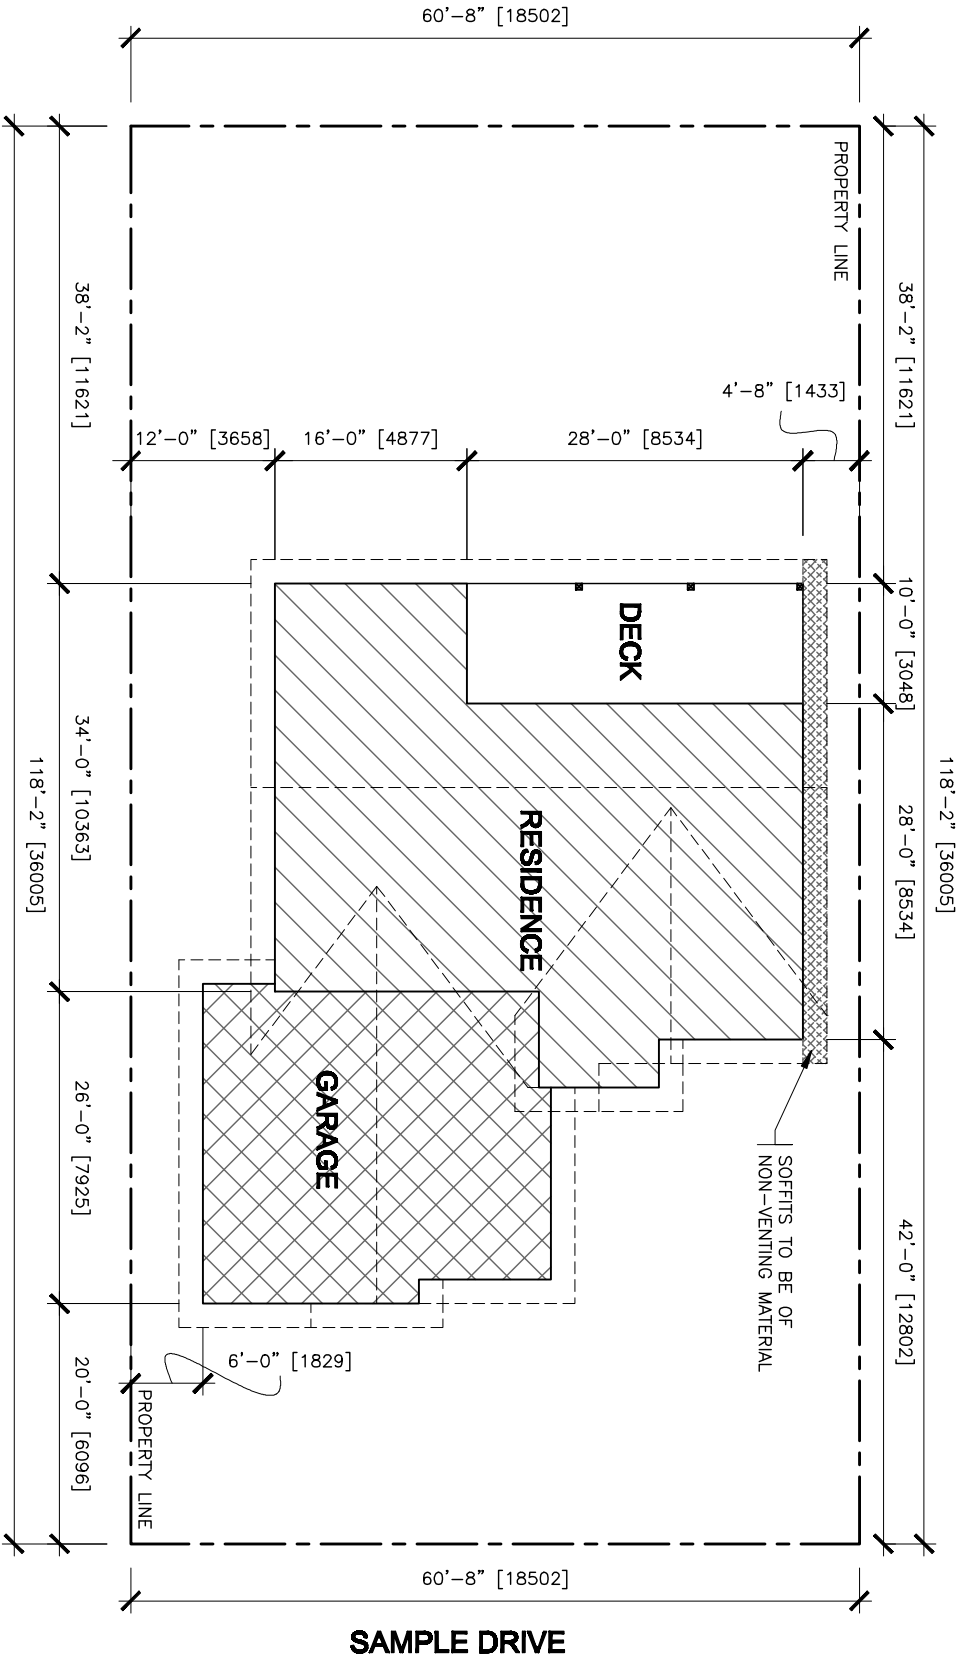 60'-8" [18502]
PROPERTY LINE
38'-2" [11621]
38'-2" [11621]
4'-8" [1433]
12'-0" [3658]
16'-0" [4877]
28'-0" [8534]
10'-0" [3048]
DECK
34'-0" [10363]
118'-2" [36005]
118'-2" [36005]
28'-0" [8534]
RESIDENCE
GARAGE
26'-0" [7925]
SOFFITS TO BE OF
NON-VENTING MATERIAL
42'-0" [12802]
6'-0" [1829]
20'-0" [6096]
PROPERTY LINE
60'-8" [18502]
SAMPLE DRIVE